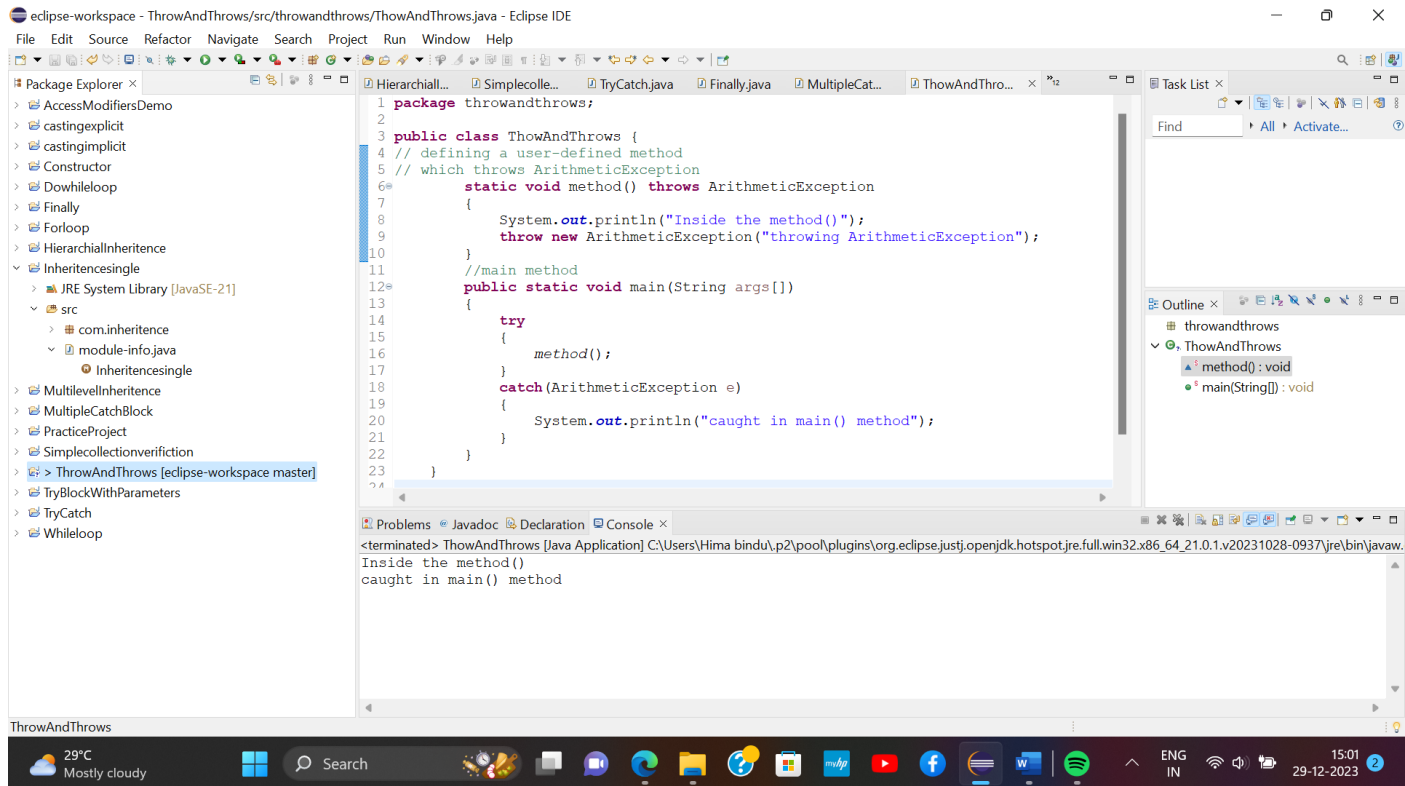 eclipse-workspace - ThrowAndThrows/src/throwandthrows/ThowAndThrows.java - Eclipse IDE
File Edit Source Refactor Navigate Search Project Run Window Help
Package Explorer
AccessModifiersDemo
castingexplicit
castingimplicit
Constructor
Dowhileloop
Finally
Forloop
HierarchialInheritence
Inheritencesingle
JRE System Library [JavaSE-21]
src
com.inheritence
module-info.java
Inheritencesingle
MultilevelInheritence
MultipleCatchBlock
PracticeProject
Simplecollectionverifiction
> ThrowAndThrows [eclipse-workspace master]
TryBlockWithParameters
TryCatch
Whileloop
Hierarchiall... Simplecolle... TryCatch.java Finally.java MultipleCat... ThowAndThro... »12
1 package throwandthrows;
2
3 public class ThowAndThrows {
4 // defining a user-defined method
5 // which throws ArithmeticException
6 static void method() throws ArithmeticException
7 {
8 System.out.println("Inside the method()");
9 throw new ArithmeticException("throwing ArithmeticException");
10 }
11 //main method
12 public static void main(String args[])
13 {
14 try
15 {
16 method();
17 }
18 catch(ArithmeticException e)
19 {
20 System.out.println("caught in main() method");
21 }
22 }
23 }
24
Task List
Find All Activate...
Outline
throwandthrows
ThowAndThrows
method() : void
main(String[]) : void
Problems Javadoc Declaration Console
<terminated> ThowAndThrows [Java Application] C:\Users\Hima bindu\.p2\pool\plugins\org.eclipse.justj.openjdk.hotspot.jre.full.win32.x86_64_21.0.1.v20231028-0937\jre\bin\javaw.
Inside the method()
caught in main() method
ThrowAndThrows
29°C
Mostly cloudy
Search
myhp
W
ENG
IN
15:01
29-12-2023
2